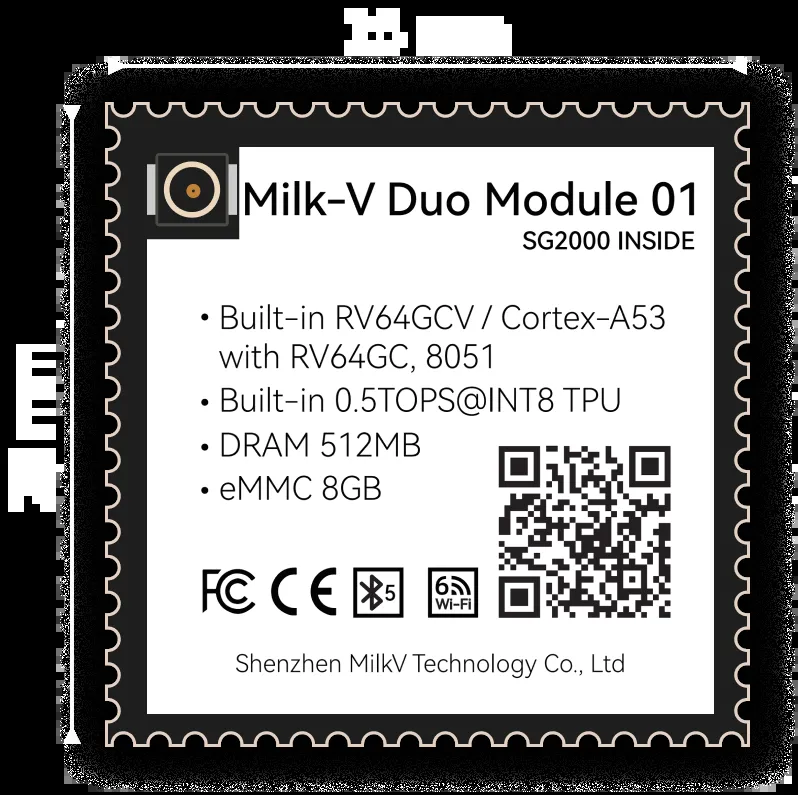 Milk-V Duo Module 01
SG2000 INSIDE
• Built-in RV64GCV / Cortex-A53
with RV64GC, 8051
• Built-in 0.5TOPS@INT8 TPU
• DRAM 512MB
• eMMC 8GB
FC CE 5 6 Wi-Fi
Shenzhen MilkV Technology Co., Ltd